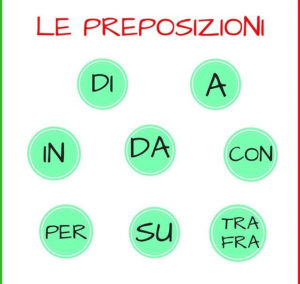 LE PREPOSIZIONI
DI
A
IN
DA
CON
PER
SU
TRA
FRA